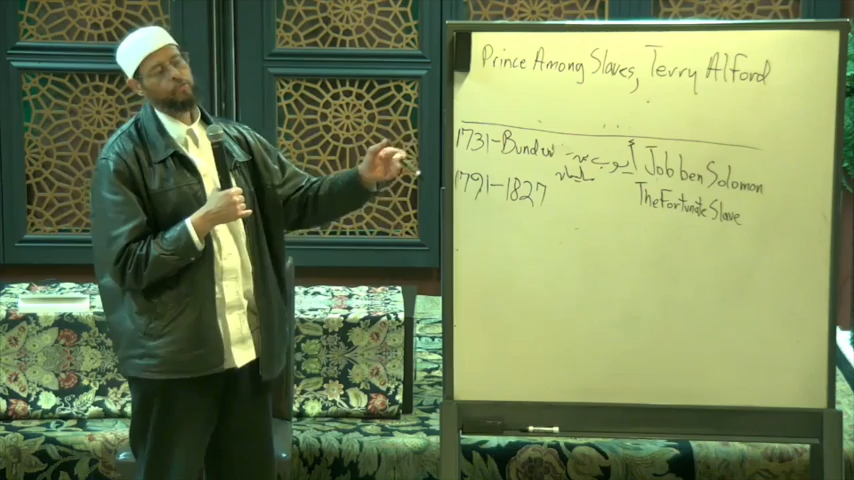 Prince Among Slaves, Terry Alford
1731- Bundu - أيوب بن سليمان Job ben Solomon
1791-1827 The Fortunate Slave